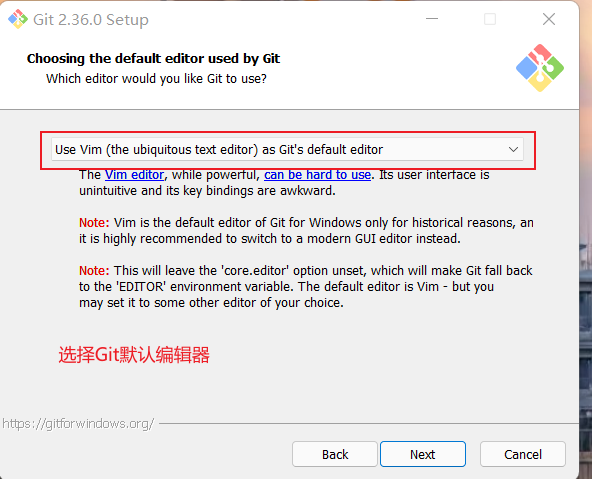 Git 2.36.0 Setup
Choosing the default editor used by Git
Which editor would you like Git to use?
Use Vim (the ubiquitous text editor) as Git's default editor
The Vim editor, while powerful, can be hard to use. Its user interface is
unintuitive and its key bindings are awkward.
Note: Vim is the default editor of Git for Windows only for historical reasons, an
it is highly recommended to switch to a modern GUI editor instead.
Note: This will leave the 'core.editor' option unset, which will make Git fall back
to the 'EDITOR' environment variable. The default editor is Vim - but you
may set it to some other editor of your choice.
选择Git默认编辑器
https://gitforwindows.org/
Back Next Cancel